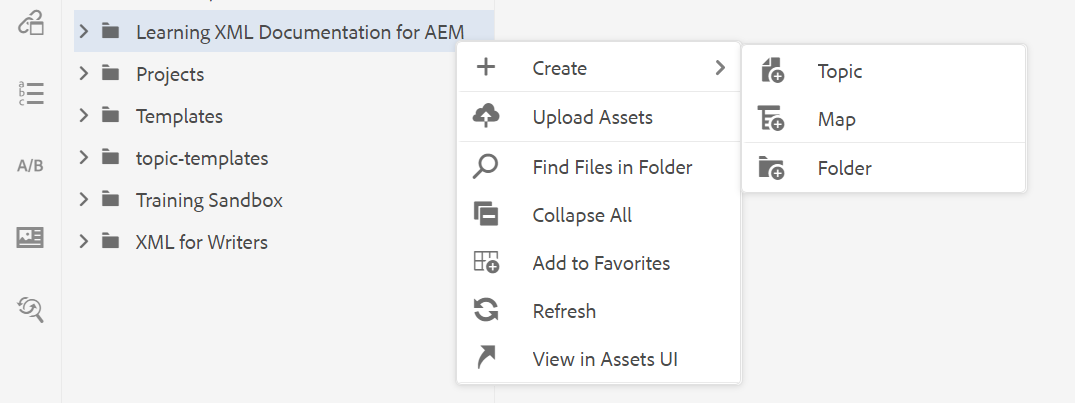 Learning XML Documentation for AEM
Projects
Templates
topic-templates
Training Sandbox
XML for Writers
a
b
c
A/B
Create
Upload Assets
Find Files in Folder
Collapse All
Add to Favorites
Refresh
View in Assets UI
Topic
Map
Folder